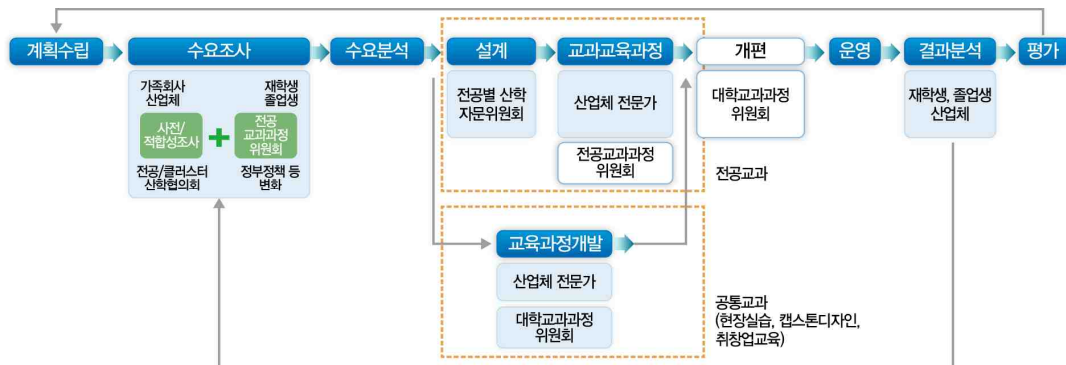 계획수립
수요조사
수요분석
설계
교과교육과정
개편
운영
결과분석
평가
가족회사
산업체
재학생
졸업생
사전/
적합성조사
전공
교과과정
위원회
전공/클러스터
산학협의회
정부정책 등
변화
전공별 산학
자문위원회
산업체 전문가
전공교과과정
위원회
대학교과과정
위원회
재학생, 졸업생
산업체
전공교과
교육과정개발
산업체 전문가
대학교과과정
위원회
공통교과
(현장실습, 캡스톤디자인,
취창업교육)